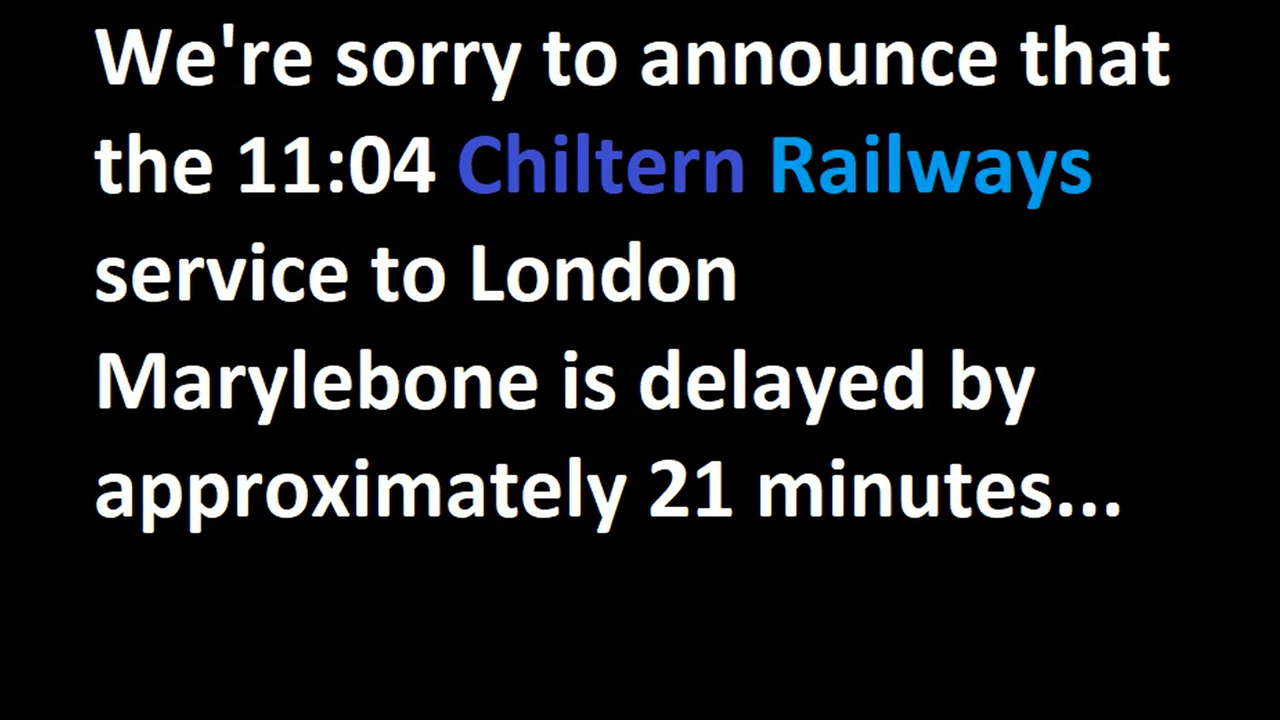 We're sorry to announce that
the 11:04 Chiltern Railways
service to London
Marylebone is delayed by
approximately 21 minutes...